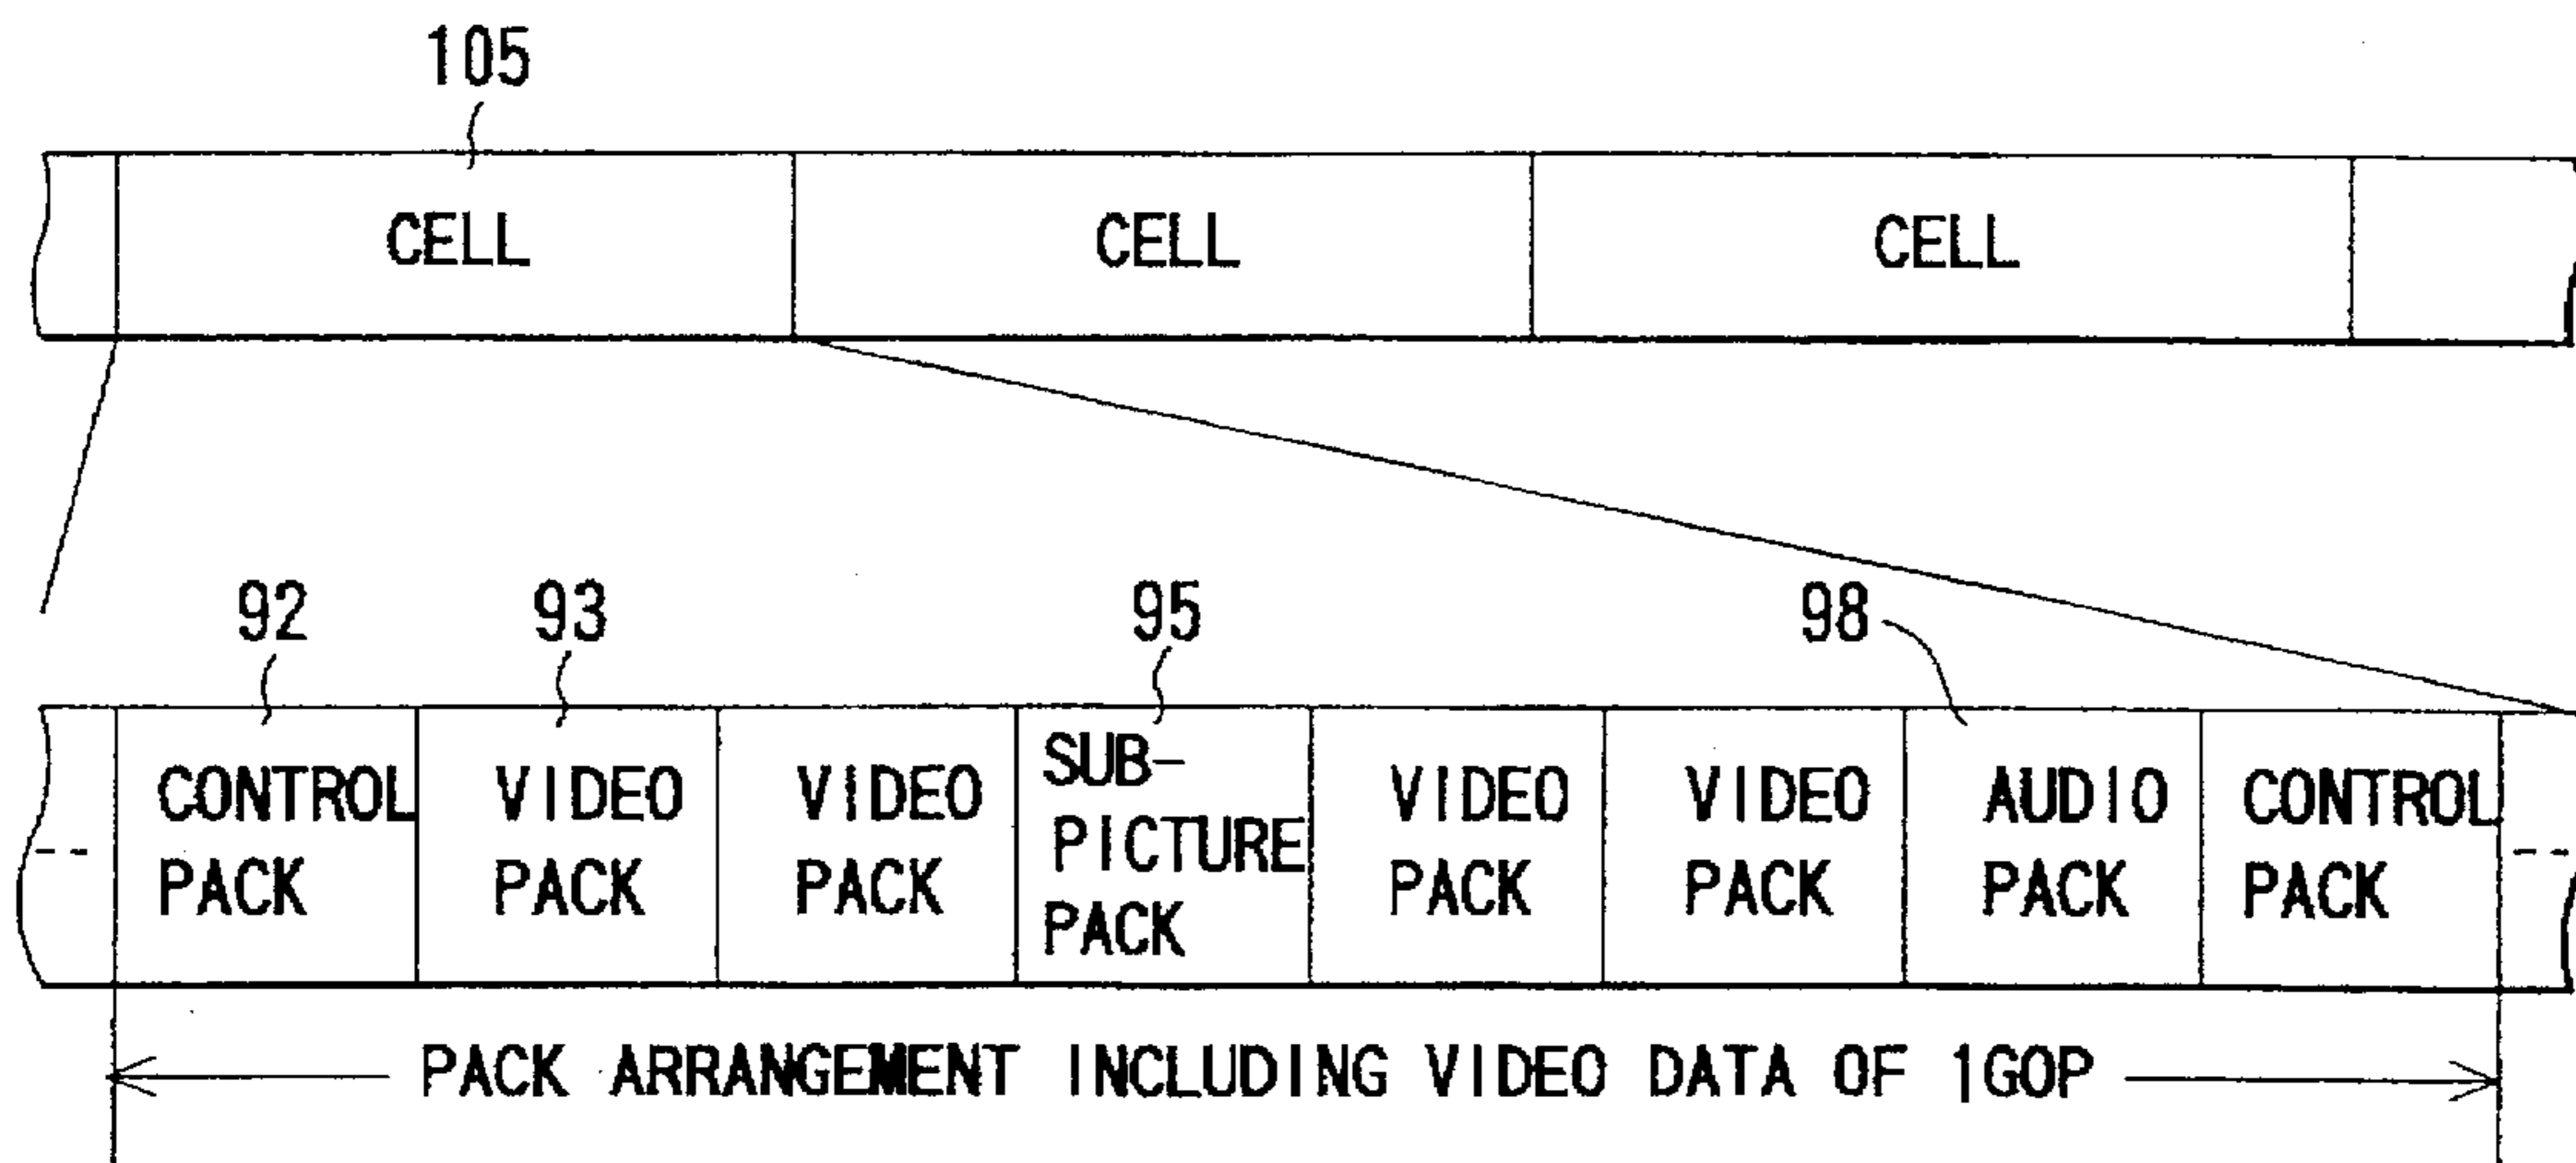 105
CELL CELL CELL
92 93 95 98
CONTROL PACK
VIDEO PACK
VIDEO PACK
SUB-PICTURE PACK
VIDEO PACK
VIDEO PACK
AUDIO PACK
CONTROL PACK
PACK ARRANGEMENT INCLUDING VIDEO DATA OF 1GOP